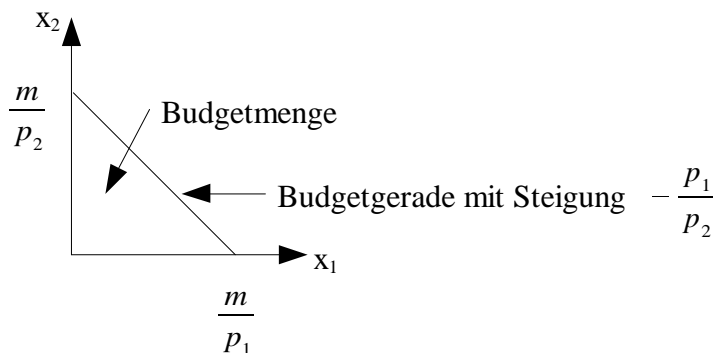 x₂
m
p₂
Budgetmenge
Budgetgerade mit Steigung − p₁
p₂
x₁
m
p₁